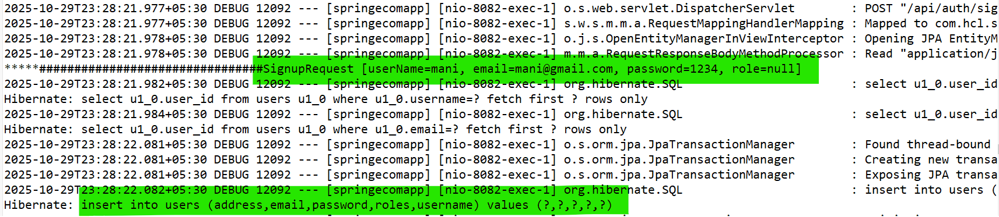 2025-10-29T23:28:21.977+05:30 DEBUG 12092 --- [springecomapp] [nio-8082-exec-1] o.s.web.servlet.DispatcherServlet : POST "/api/auth/sig
2025-10-29T23:28:21.977+05:30 DEBUG 12092 --- [springecomapp] [nio-8082-exec-1] s.w.s.m.m.a.RequestMappingHandlerMapping : Mapped to com.hcl.s
2025-10-29T23:28:21.978+05:30 DEBUG 12092 --- [springecomapp] [nio-8082-exec-1] o.j.s.OpenEntityManagerInViewInterceptor : Opening JPA EntityM
2025-10-29T23:28:21.978+05:30 DEBUG 12092 --- [springecomapp] [nio-8082-exec-1] m.m.a.RequestResponseBodyMethodProcessor : Read "application/j
*****################################SignupRequest [userName=mani, email=mani@gmail.com, password=1234, role=null]
2025-10-29T23:28:21.982+05:30 DEBUG 12092 --- [springecomapp] [nio-8082-exec-1] org.hibernate.SQL : select u1_0.user_id
Hibernate: select u1_0.user_id from users u1_0 where u1_0.username=? fetch first ? rows only
2025-10-29T23:28:21.984+05:30 DEBUG 12092 --- [springecomapp] [nio-8082-exec-1] org.hibernate.SQL : select u1_0.user_id
Hibernate: select u1_0.user_id from users u1_0 where u1_0.email=? fetch first ? rows only
2025-10-29T23:28:22.081+05:30 DEBUG 12092 --- [springecomapp] [nio-8082-exec-1] o.s.orm.jpa.JpaTransactionManager : Found thread-bound
2025-10-29T23:28:22.081+05:30 DEBUG 12092 --- [springecomapp] [nio-8082-exec-1] o.s.orm.jpa.JpaTransactionManager : Creating new transa
2025-10-29T23:28:22.081+05:30 DEBUG 12092 --- [springecomapp] [nio-8082-exec-1] o.s.orm.jpa.JpaTransactionManager : Exposing JPA transa
2025-10-29T23:28:22.082+05:30 DEBUG 12092 --- [springecomapp] [nio-8082-exec-1] org.hibernate.SQL : insert into users (
Hibernate: insert into users (address,email,password,roles,username) values (?,?,?,?,?)